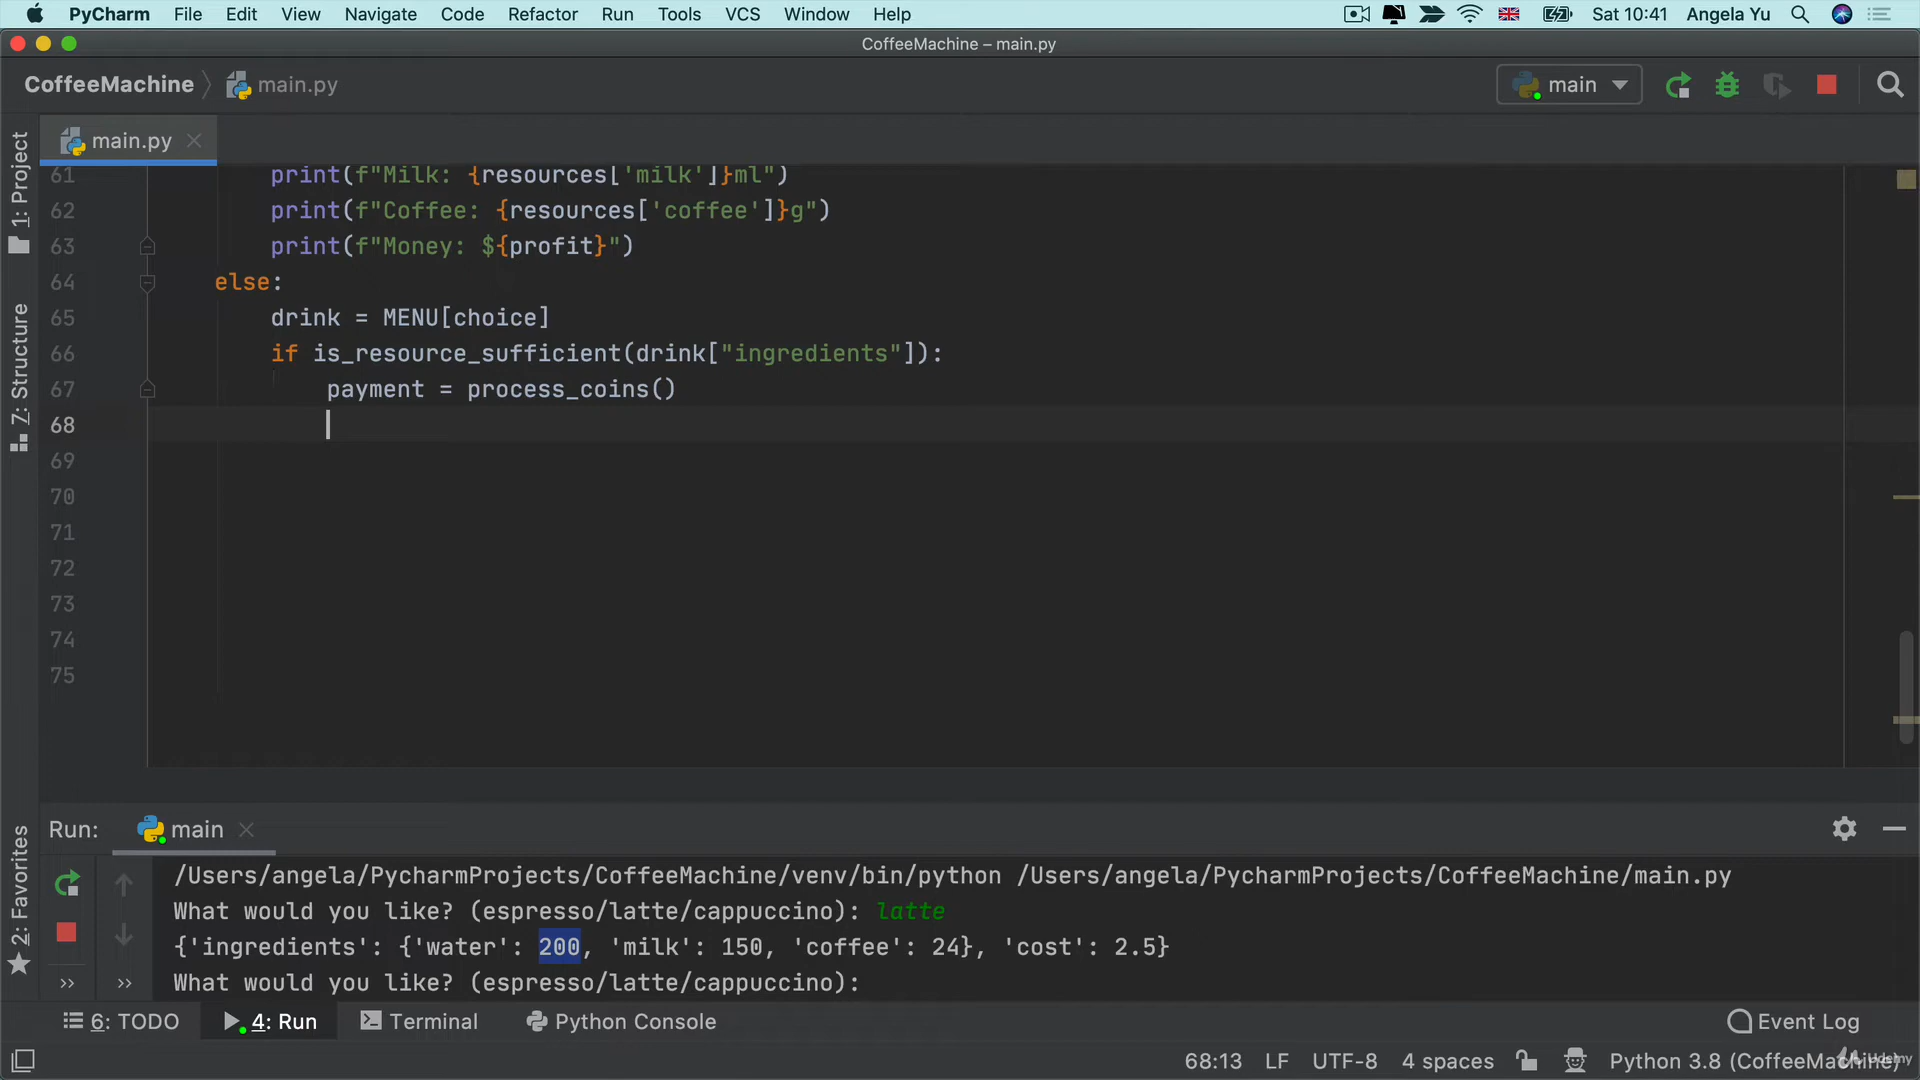 PyCharm File Edit View Navigate Code Refactor Run Tools VCS Window Help Sat 10:41 Angela Yu
CoffeeMachine – main.py
CoffeeMachine main.py main
main.py
1: Project
7: Structure
2: Favorites
61 print(f"Milk: {resources['milk']}ml")
62 print(f"Coffee: {resources['coffee']}g")
63 print(f"Money: ${profit}")
64 else:
65 drink = MENU[choice]
66 if is_resource_sufficient(drink["ingredients"]):
67 payment = process_coins()
68
69
70
71
72
73
74
75
Run: main
/Users/angela/PycharmProjects/CoffeeMachine/venv/bin/python /Users/angela/PycharmProjects/CoffeeMachine/main.py
What would you like? (espresso/latte/cappuccino): latte
{'ingredients': {'water': 200, 'milk': 150, 'coffee': 24}, 'cost': 2.5}
What would you like? (espresso/latte/cappuccino):
6: TODO 4: Run Terminal Python Console Event Log
68:13 LF UTF-8 4 spaces Python 3.8 (CoffeeMachine) Udemy